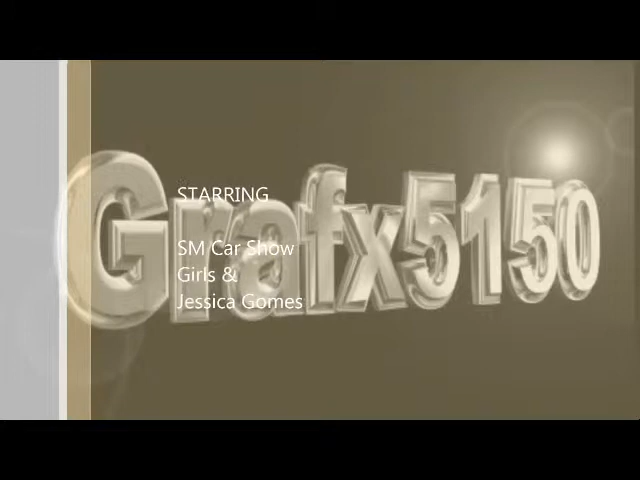 Grafx5150
STARRING
SM Car Show
Girls &
Jessica Gomes